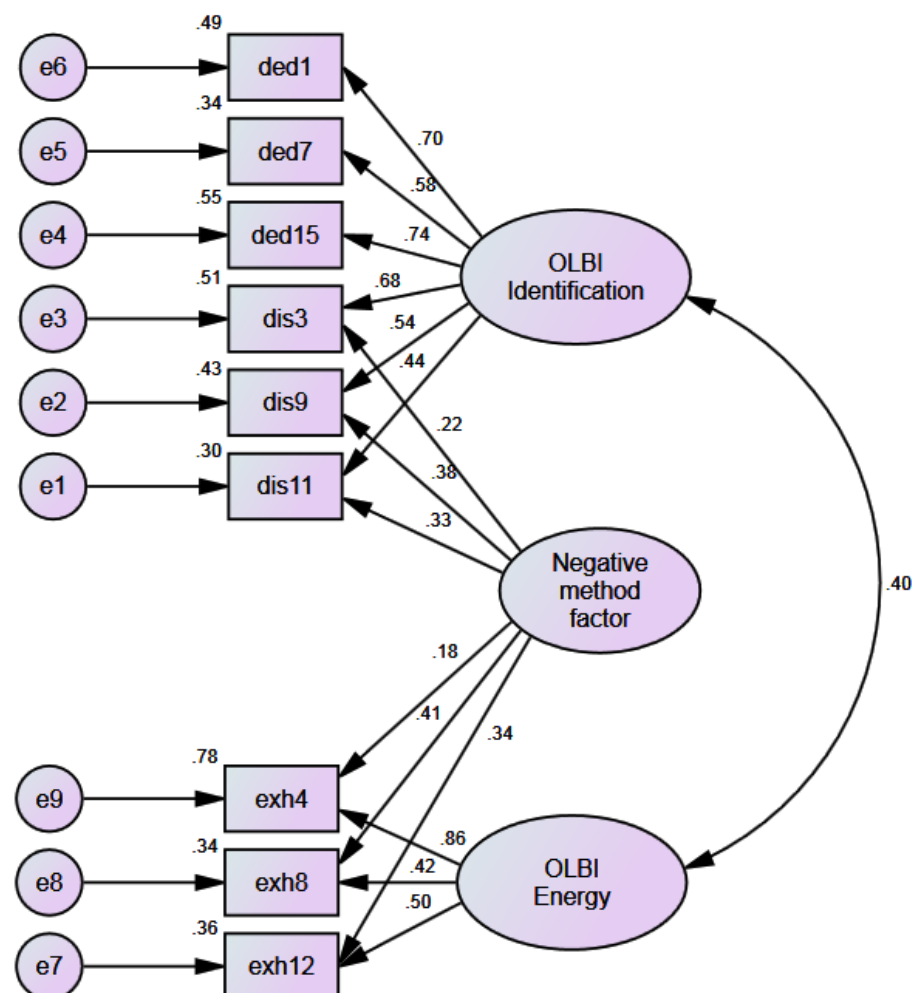 .49
e6
ded1
.34
.70
e5
ded7
.58
.55
e4
ded15
.74
OLBI
Identification
.51
.68
e3
dis3
.54
.43
.44
e2
dis9
.22
.30
.38
e1
dis11
.33
Negative
method
factor
.40
.18
.41
.34
.78
e9
exh4
.86
.34
.42
OLBI
Energy
e8
exh8
.50
.36
e7
exh12